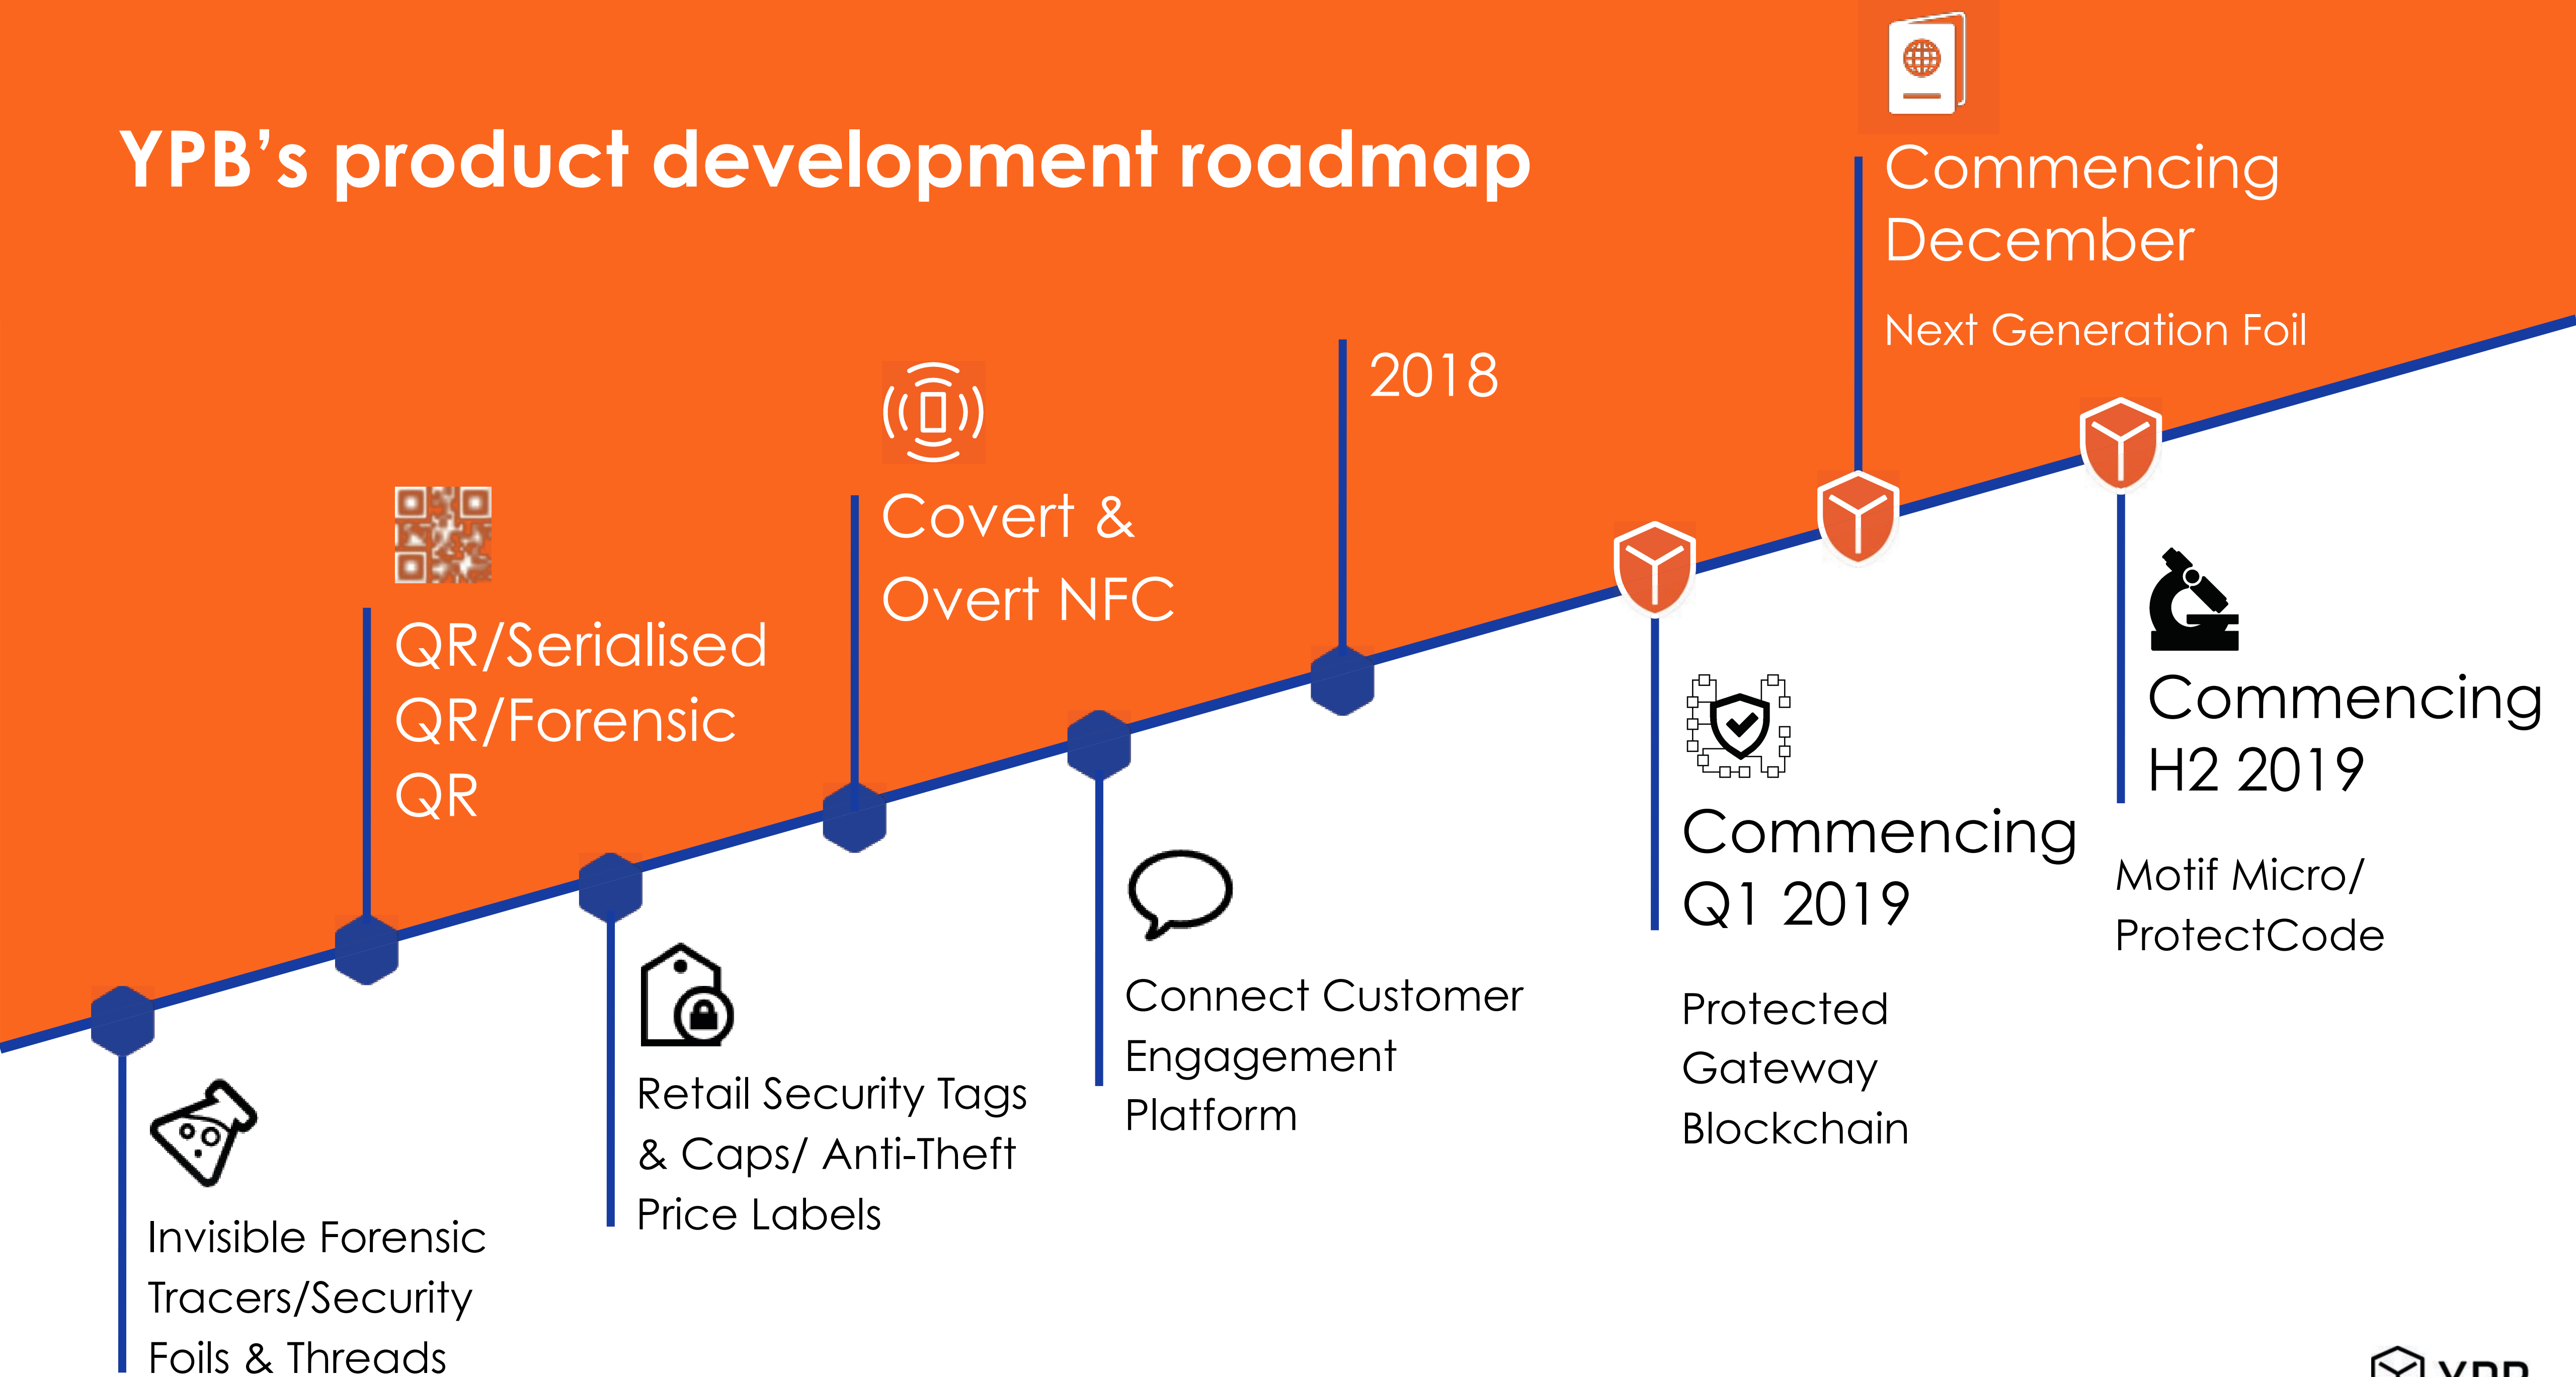 YPB's product development roadmap
Invisible Forensic
Tracers/Security
Foils & Threads
QR/Serialised
QR/Forensic
QR
Retail Security Tags
& Caps/ Anti-Theft
Price Labels
Covert &
Overt NFC
Connect Customer
Engagement
Platform
2018
Commencing
Q1 2019
Protected
Gateway
Blockchain
Commencing
December
Next Generation Foil
Commencing
H2 2019
Motif Micro/
ProtectCode
YPB